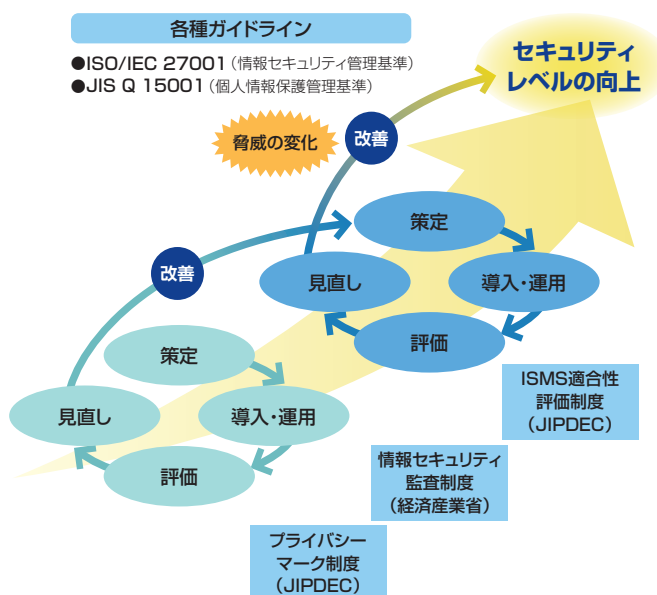 各種ガイドライン
●ISO/IEC 27001（情報セキュリティ管理基準）
●JIS Q 15001（個人情報保護管理基準）
セキュリティ
レベルの向上
脅威の変化
改善
策定
見直し
導入・運用
評価
改善
策定
見直し
導入・運用
評価
ISMS適合性
評価制度
（JIPDEC）
情報セキュリティ
監査制度
（経済産業省）
プライバシー
マーク制度
（JIPDEC）